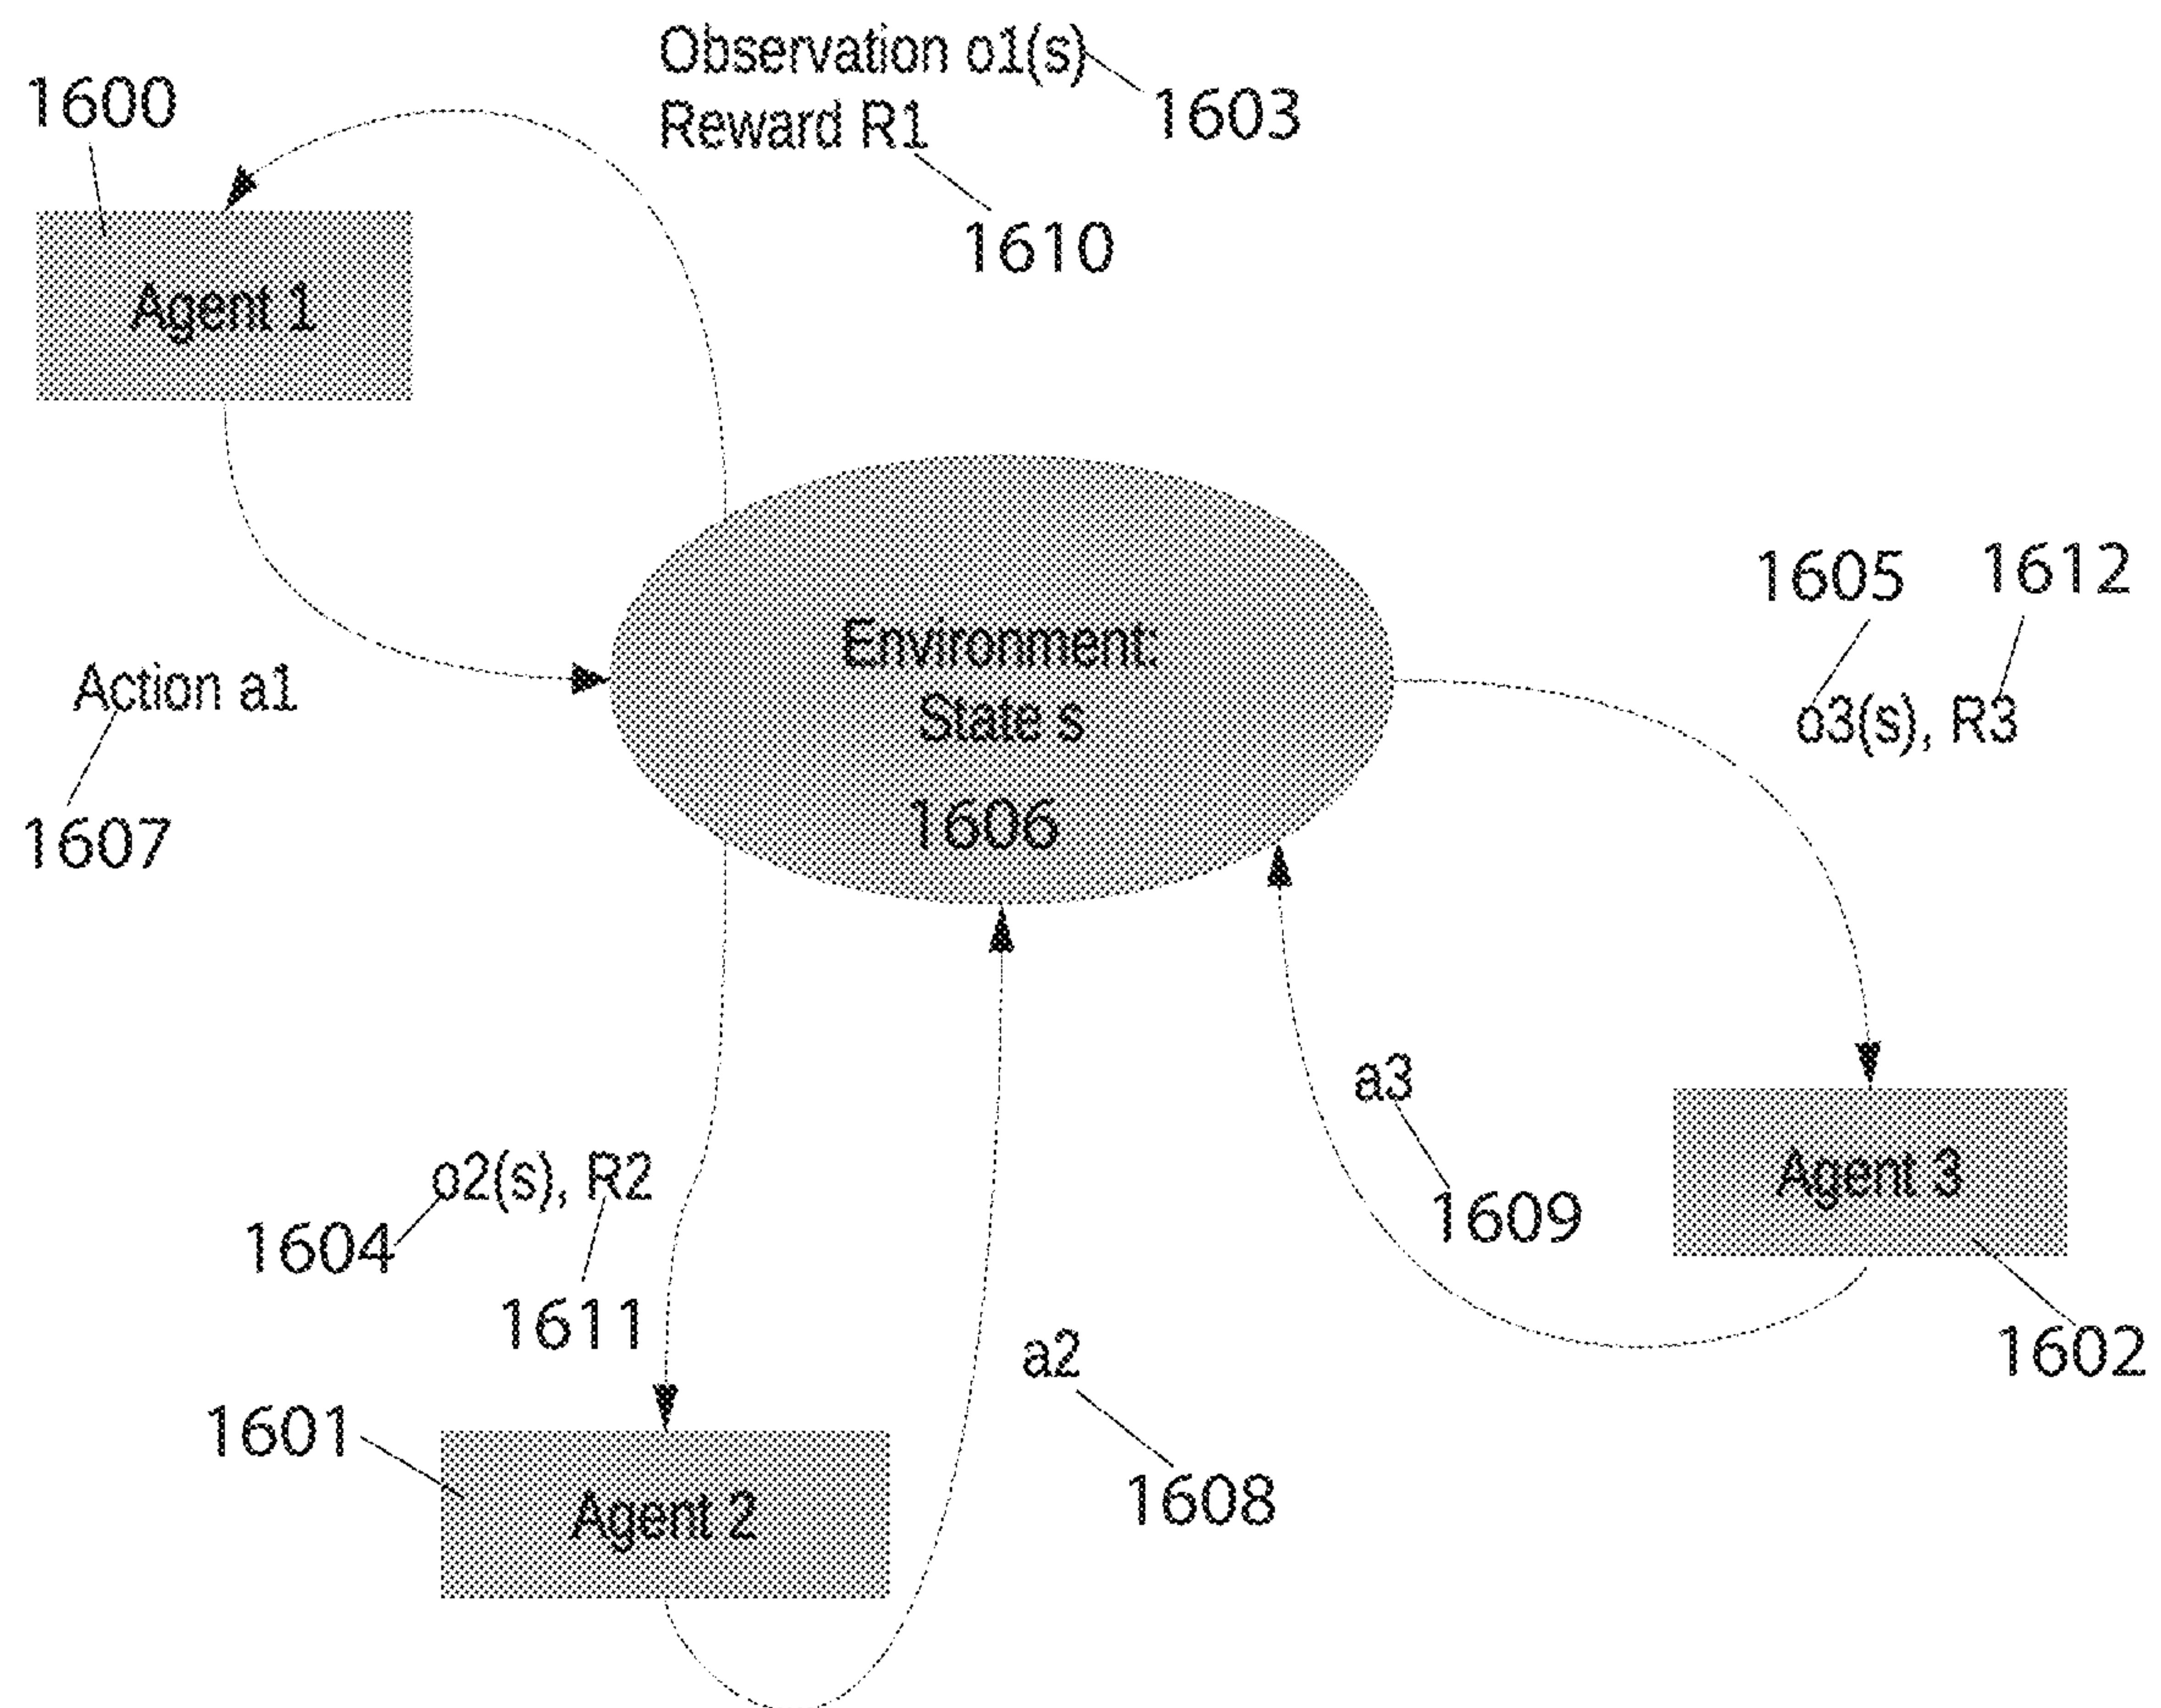 Observation o1(s)
Reward R1
1603
1600
1610
Agent 1
Environment:
State s
1606
1605
1612
o3(s), R3
Action a1
1607
a3
1609
Agent 3
1602
o2(s), R2
1604
1611
a2
1608
1601
Agent 2